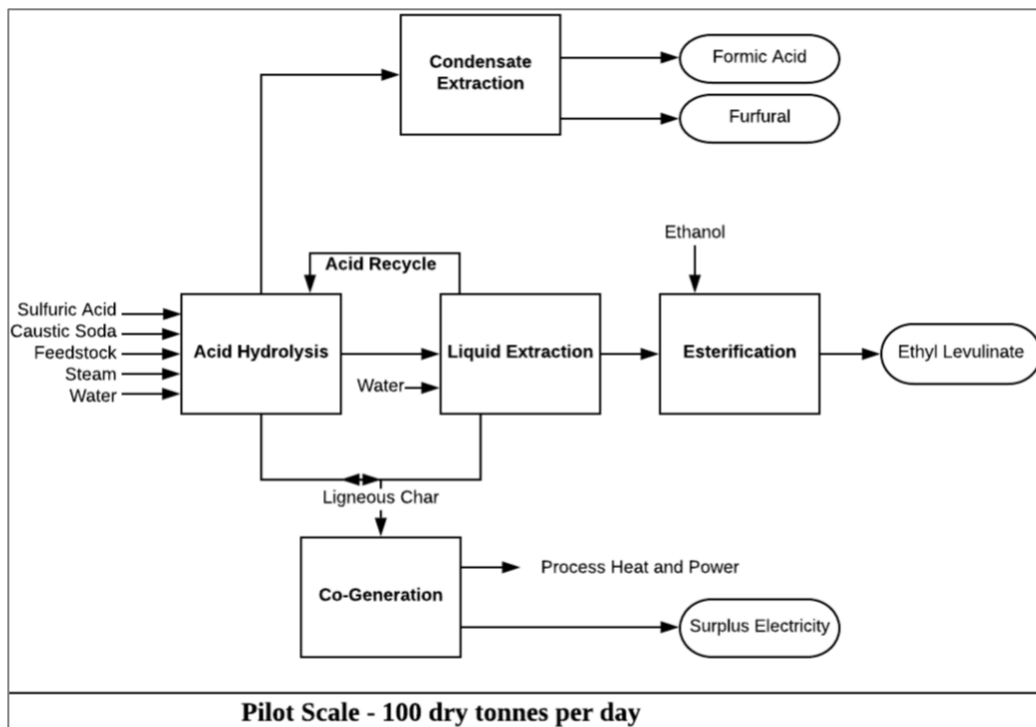 Condensate
Extraction
Formic Acid
Furfural
Ethanol
Acid Recycle
Sulfuric Acid
Caustic Soda
Feedstock
Steam
Water
Acid Hydrolysis
Liquid Extraction
Water
Esterification
Ethyl Levulinate
Ligneous Char
Co-Generation
Process Heat and Power
Surplus Electricity
Pilot Scale - 100 dry tonnes per day